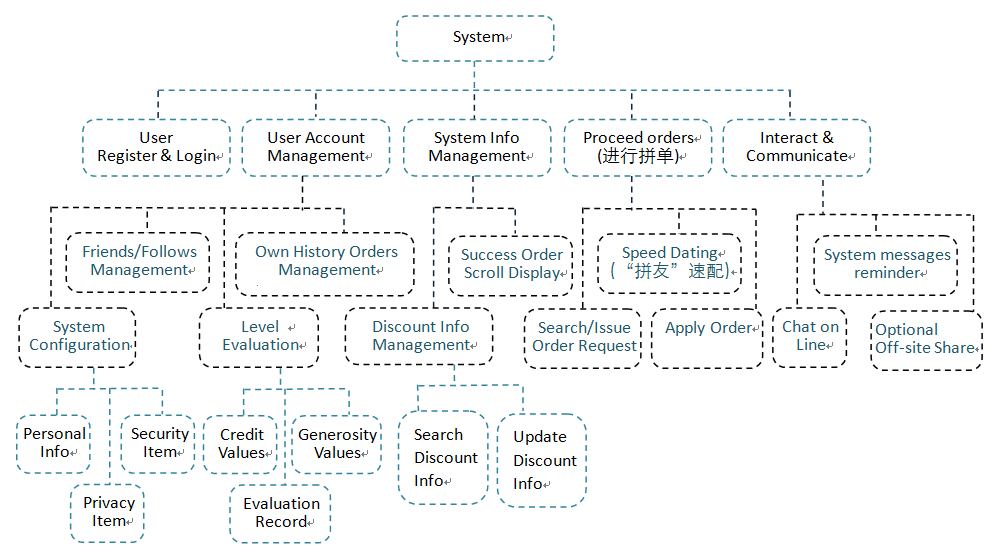 System
User
Register & Login
User Account
Management
System Info
Management
Proceed orders
(进行拼单)
Interact &
Communicate
Friends/Follows
Management
Own History Orders
Management
Success Order
Scroll Display
Speed Dating
(“拼友”速配)
System messages
reminder
System
Configuration
Level
Evaluation
Discount Info
Management
Search/Issue
Order Request
Apply Order
Chat on
Line
Optional
Off-site Share
Personal
Info
Security
Item
Credit
Values
Generosity
Values
Search
Discount
Info
Update
Discount
Info
Privacy
Item
Evaluation
Record